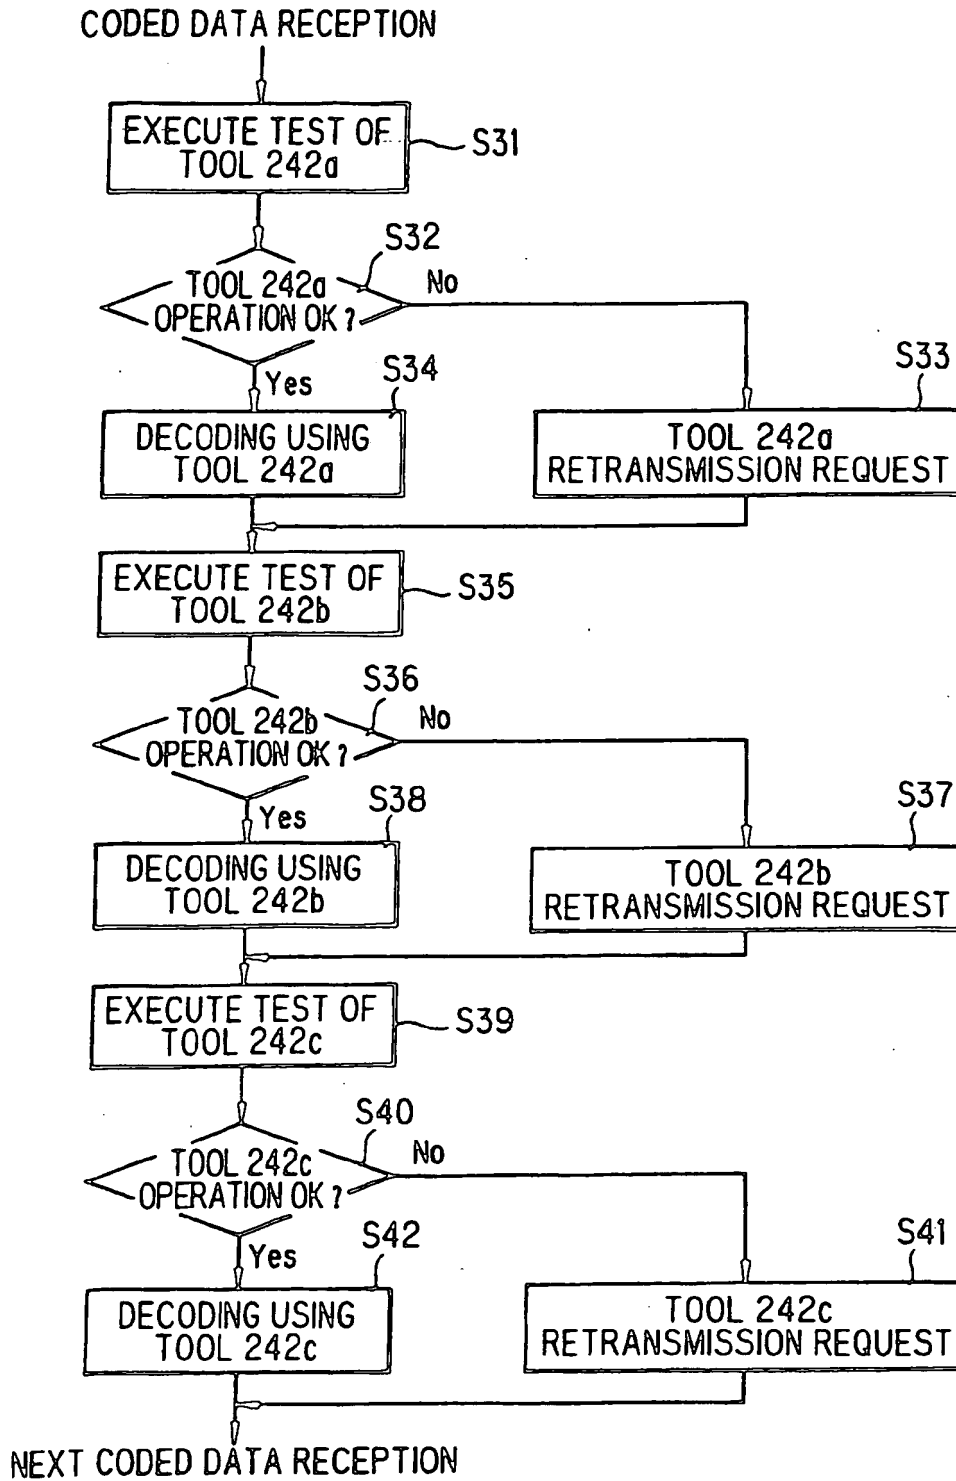 CODED DATA RECEPTION
EXECUTE TEST OF
TOOL 242a
S31
S32
TOOL 242a
OPERATION OK ?
No
Yes
S34
S33
DECODING USING
TOOL 242a
TOOL 242a
RETRANSMISSION REQUEST
EXECUTE TEST OF
TOOL 242b
S35
S36
TOOL 242b
OPERATION OK ?
No
Yes
S38
S37
DECODING USING
TOOL 242b
TOOL 242b
RETRANSMISSION REQUEST
EXECUTE TEST OF
TOOL 242c
S39
S40
TOOL 242c
OPERATION OK ?
No
Yes
S42
S41
DECODING USING
TOOL 242c
TOOL 242c
RETRANSMISSION REQUEST
NEXT CODED DATA RECEPTION